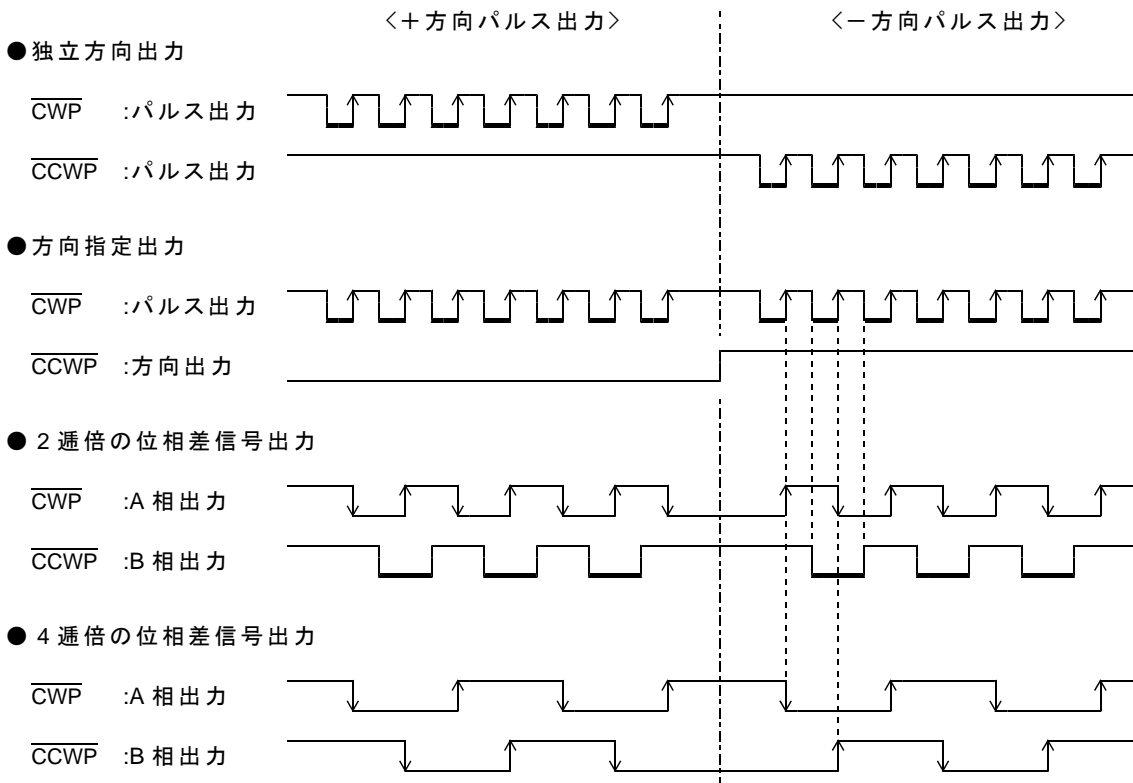 <+方向パルス出力> <-方向パルス出力>
●独立方向出力
CWP :パルス出力
CCWP :パルス出力
●方向指定出力
CWP :パルス出力
CCWP :方向出力
●2逓倍の位相差信号出力
CWP :A相出力
CCWP :B相出力
●4逓倍の位相差信号出力
CWP :A相出力
CCWP :B相出力